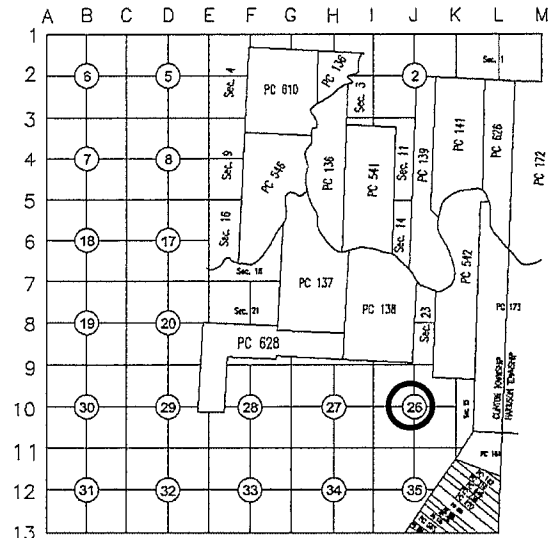 A B C D E F G H I J K L M
1
Sec. 1
2 6 5 Sec. 4 PC 610 PC 136 Sec. 3 2
3 PC 141 PC 626
4 7 8 Sec. 9 PC 546 PC 136 PC 541 Sec. 11 PC 139 PC 172
5
6 18 17 Sec. 16 Sec. 14
PC 542
7 Sec. 16 PC 137 PC 138
Sec. 21 Sec. 23 PC 173
8 19 20
PC 628
9
CLINTON TOWNSHIP
HARRISON TOWNSHIP
10 30 29 28 27 26
11
PC 144
12 31 32 33 34 35
13